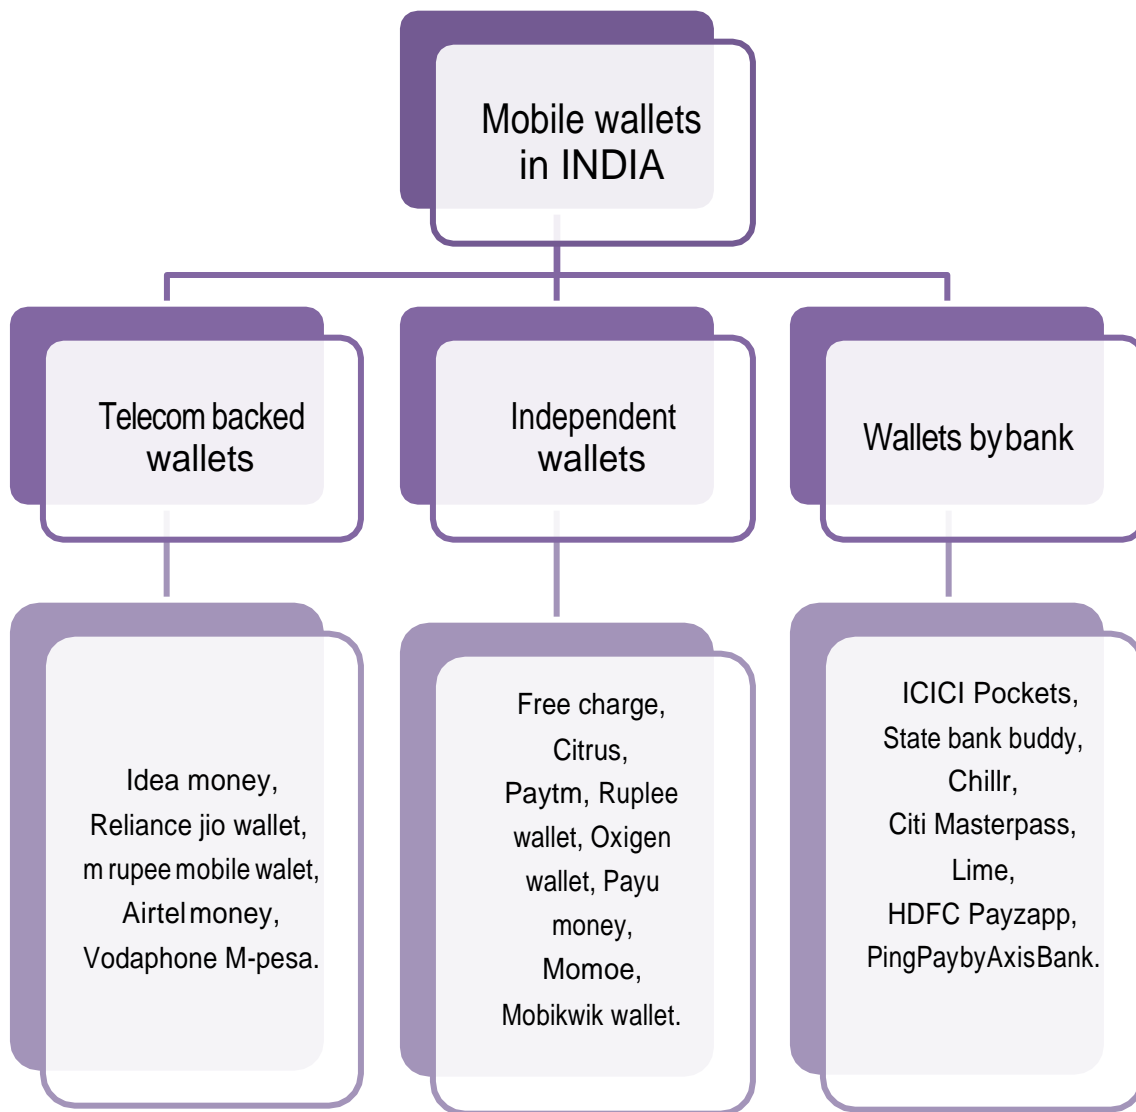 Mobile wallets
in INDIA
Telecom backed
wallets
Independent
wallets
Wallets by bank
Idea money,
Reliance jio wallet,
m rupee mobile walet,
Airtel money,
Vodaphone M-pesa.
Free charge,
Citrus,
Paytm, Ruplee
wallet, Oxigen
wallet, Payu
money,
Momoe,
Mobikwik wallet.
ICICI Pockets,
State bank buddy,
Chillr,
Citi Masterpass,
Lime,
HDFC Payzapp,
PingPaybyAxisBank.